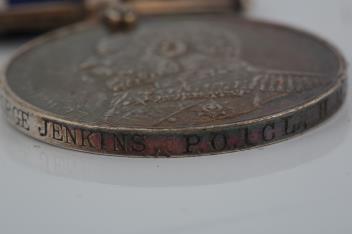 RGE JENKINS, P.O. 1CL, H